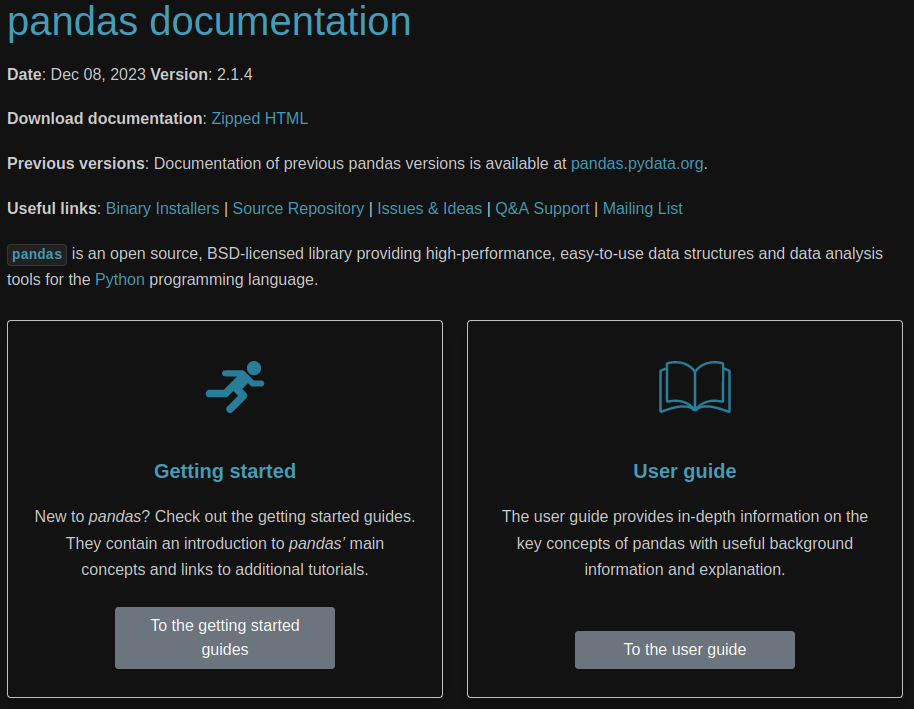 pandas documentation
Date: Dec 08, 2023 Version: 2.1.4
Download documentation: Zipped HTML
Previous versions: Documentation of previous pandas versions is available at pandas.pydata.org.
Useful links: Binary Installers | Source Repository | Issues & Ideas | Q&A Support | Mailing List
pandas is an open source, BSD-licensed library providing high-performance, easy-to-use data structures and data analysis
tools for the Python programming language.
Getting started
New to pandas? Check out the getting started guides.
They contain an introduction to pandas’ main
concepts and links to additional tutorials.
To the getting started
guides
User guide
The user guide provides in-depth information on the
key concepts of pandas with useful background
information and explanation.
To the user guide